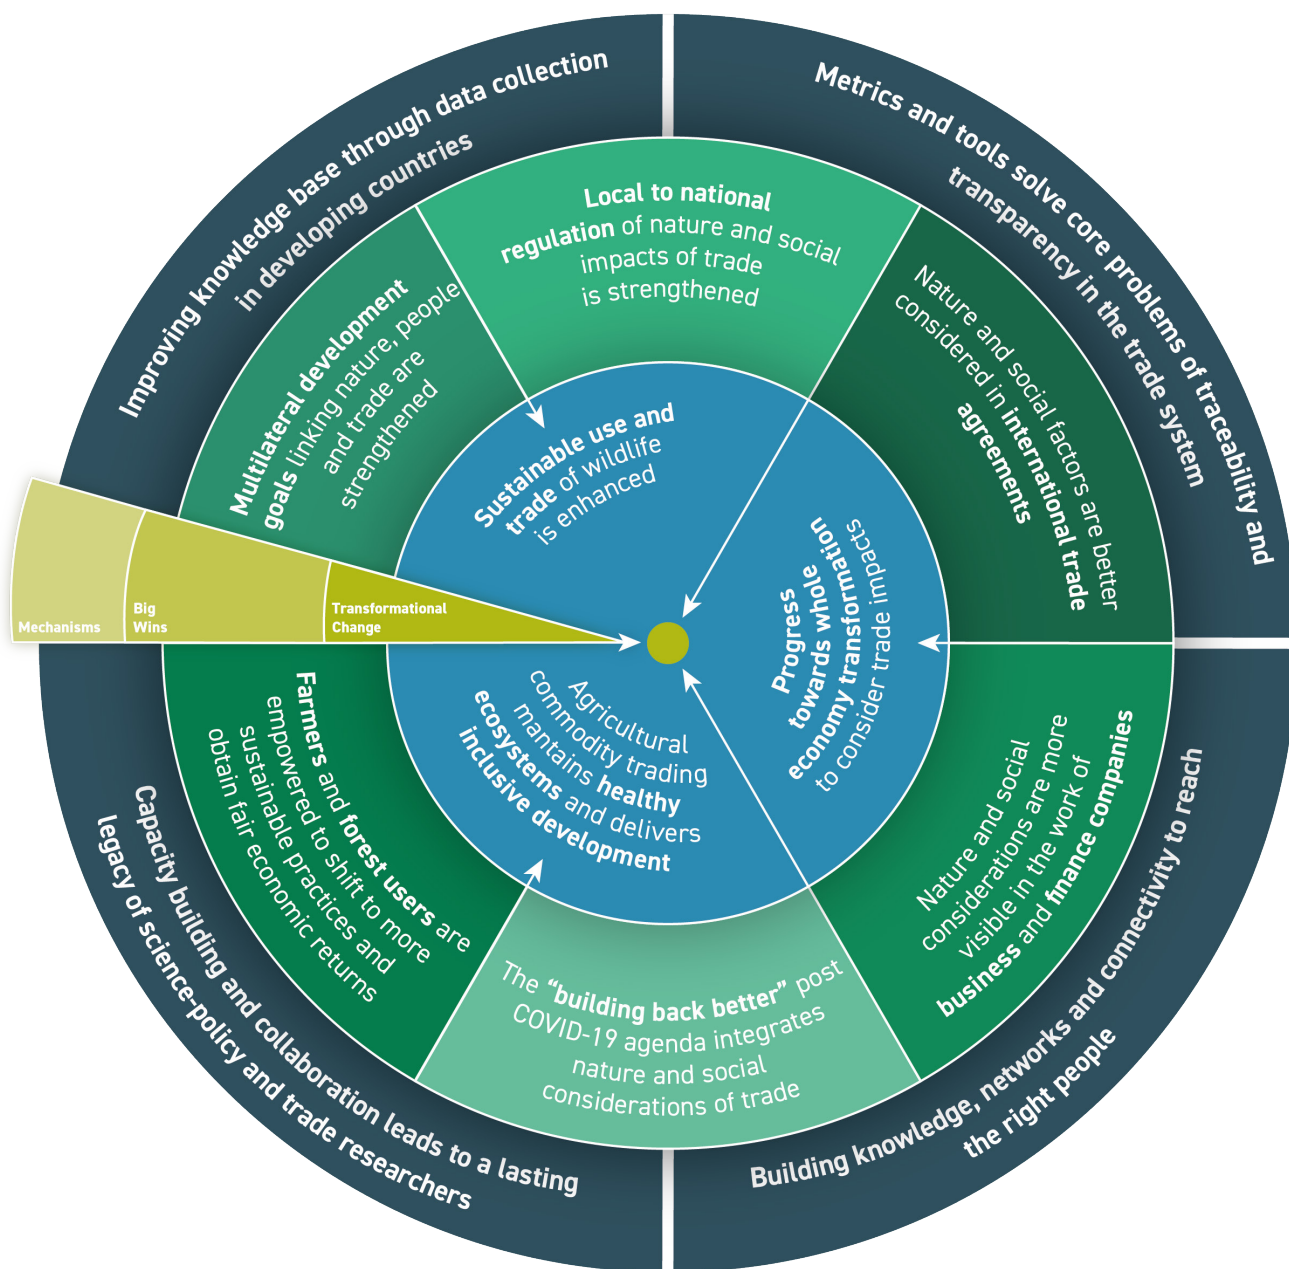 Improving knowledge base through data collection
in developing countries
Metrics and tools solve core problems of traceability and
transparency in the trade system
Local to national
regulation of nature and social
impacts of trade
is strengthened
Multilateral development
goals linking nature, people
and trade are
strengthened
Nature and social factors are better
considered in international trade
agreements
Sustainable use and
trade of wildlife
is enhanced
Progress
towards whole
economy transformation
to consider trade impacts
Mechanisms
Big
Wins
Transformational
Change
Agricultural
commodity trading
mantains healthy
ecosystems and delivers
inclusive development
Farmers and forest users are
empowered to shift to more
sustainable practices and
obtain fair economic returns
Nature and social
considerations are more
visible in the work of
business and finance companies
The “building back better” post
COVID-19 agenda integrates
nature and social
considerations of trade
Capacity building and collaboration leads to a lasting
legacy of science-policy and trade researchers
Building knowledge, networks and connectivity to reach
the right people